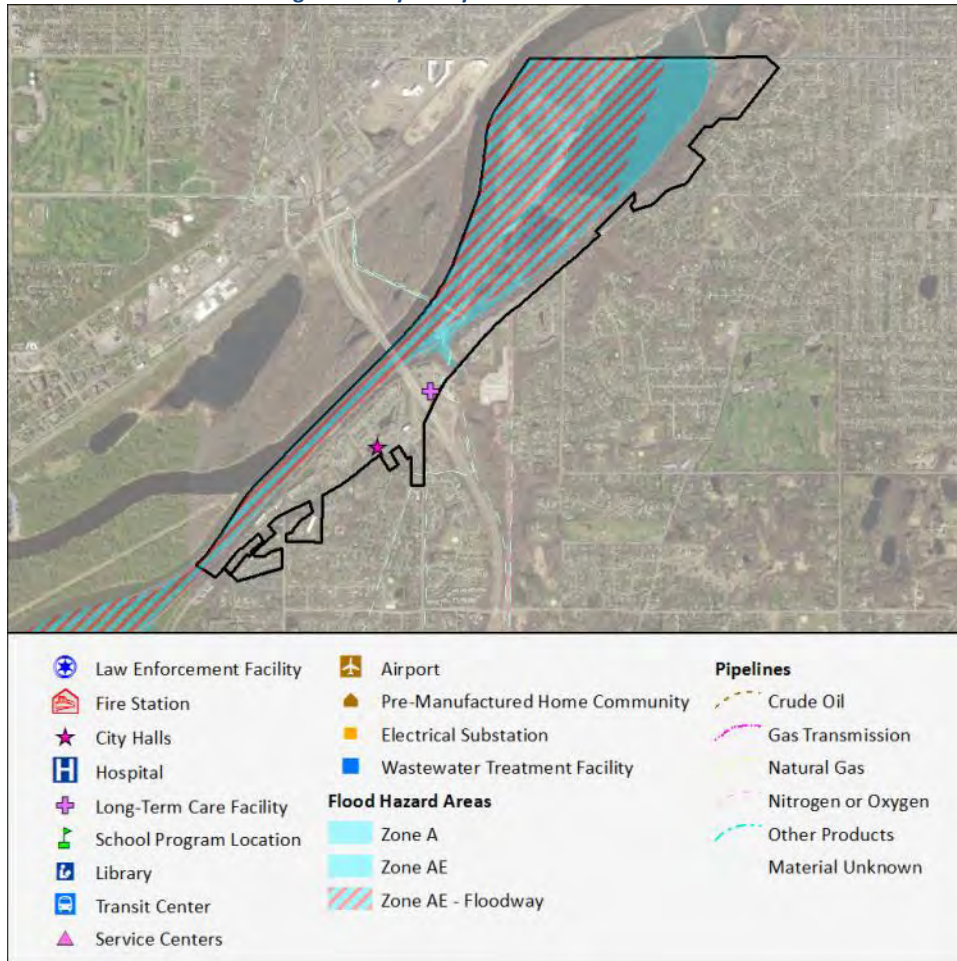 Law Enforcement Facility
Fire Station
City Halls
Hospital
Long-Term Care Facility
School Program Location
Library
Transit Center
Service Centers
Airport
Pre-Manufactured Home Community
Electrical Substation
Wastewater Treatment Facility
Flood Hazard Areas
Zone A
Zone AE
Zone AE - Floodway
Pipelines
Crude Oil
Gas Transmission
Natural Gas
Nitrogen or Oxygen
Other Products
Material Unknown